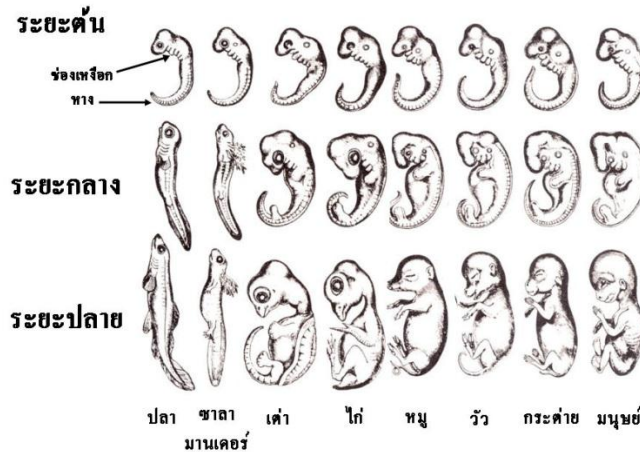 ระยะต้น
ช่องเหงือก
หาง
ระยะกลาง
ระยะปลาย
ปลา ซาลา เต่า ไก่ หมู วัว กระต่าย มนุษย์
มานเดอร์